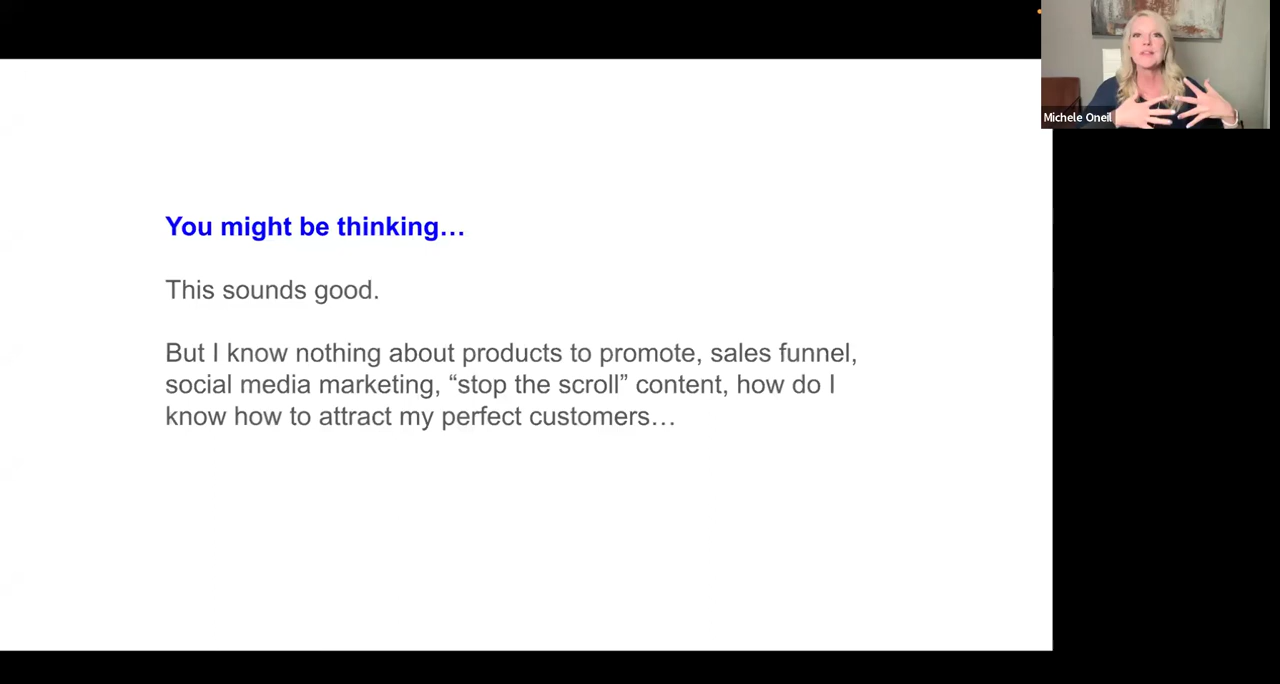 Michele Oneil
You might be thinking…
This sounds good.
But I know nothing about products to promote, sales funnel,
social media marketing, “stop the scroll” content, how do I
know how to attract my perfect customers…